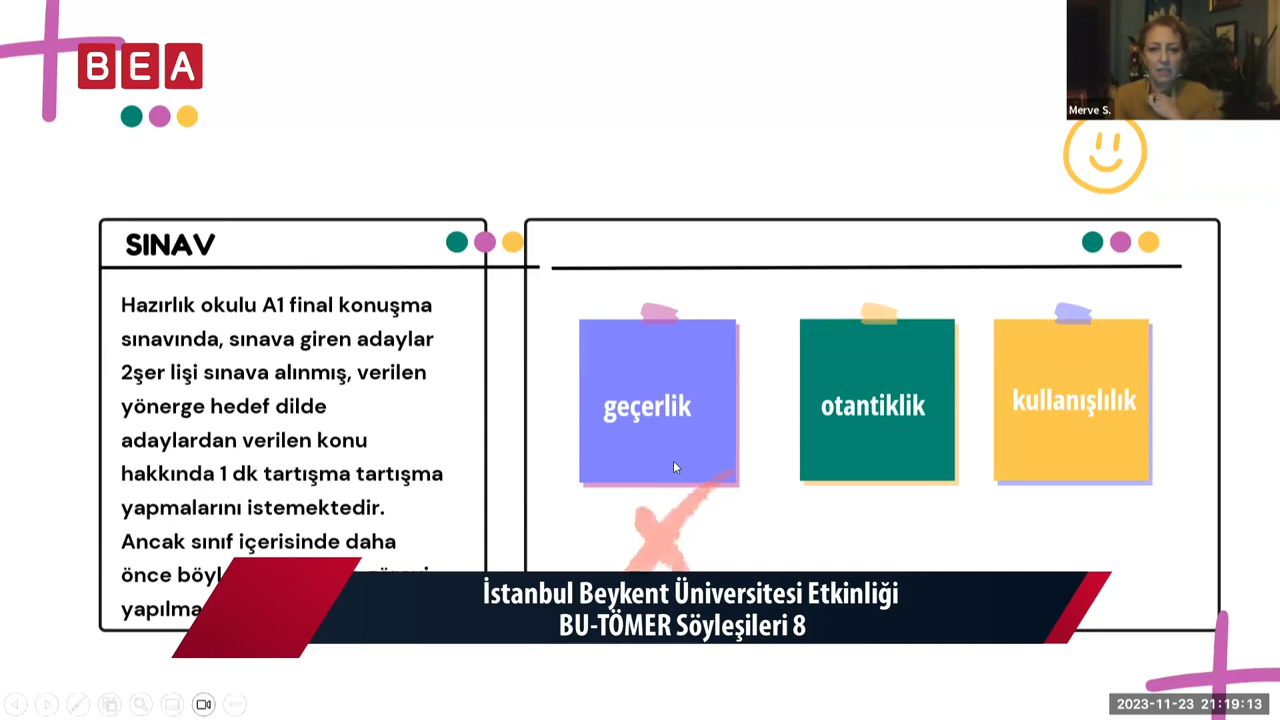 BEA
Merve S.
SINAV
Hazırlık okulu A1 final konuşma
sınavında, sınava giren adaylar
2şer lişi sınava alınmış, verilen
yönerge hedef dilde
adaylardan verilen konu
hakkında 1 dk tartışma tartışma
yapmalarını istemektedir.
Ancak sınıf içerisinde daha
önce
geçerlik
otantiklik
kullanışlılık
İstanbul Beykent Üniversitesi Etkinliği
BU-TÖMER Söyleşileri 8
2023-11-23 21:19:13